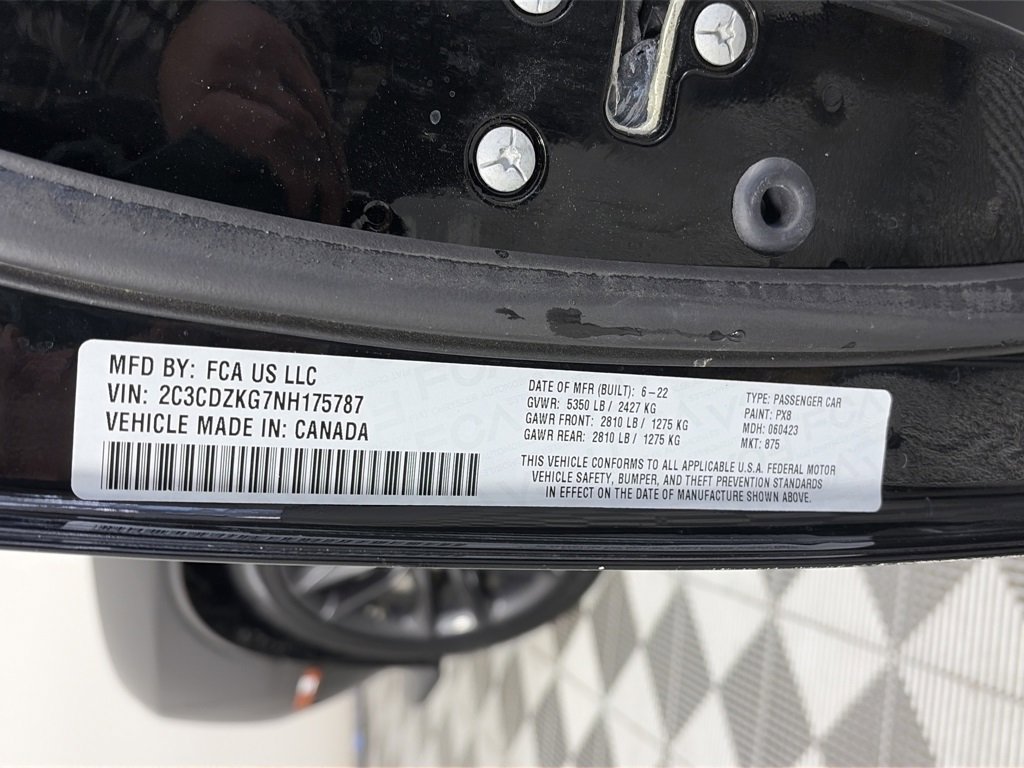 MFD BY: FCA US LLC
VIN: 2C3CDZKG7NH175787
VEHICLE MADE IN: CANADA
DATE OF MFR (BUILT): 6-22
GVWR: 5350 LB / 2427 KG
GAWR FRONT: 2810 LB / 1275 KG
GAWR REAR: 2810 LB / 1275 KG
TYPE: PASSENGER CAR
PAINT: PX8
MDH: 060423
MKT: 875
THIS VEHICLE CONFORMS TO ALL APPLICABLE U.S.A. FEDERAL MOTOR
VEHICLE SAFETY, BUMPER, AND THEFT PREVENTION STANDARDS
IN EFFECT ON THE DATE OF MANUFACTURE SHOWN ABOVE.